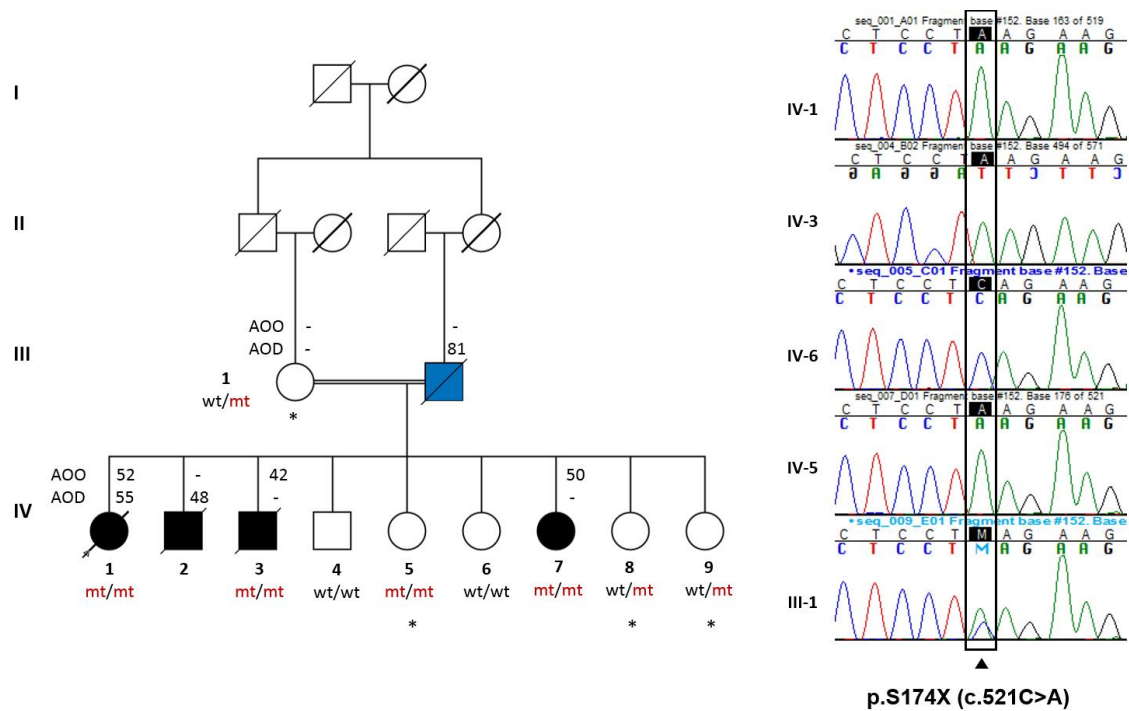 I
II
III
AOO - -
AOD - 81
1
wt/mt
*
IV
AOO 52 - 42 50
AOD 55 48 - -
1 2 3 4 5 6 7 8 9
mt/mt mt/mt wt/wt mt/mt wt/wt mt/mt wt/mt wt/mt
* * *
seq_001_A01 Fragment base #152. Base 163 of 519
C T C C T A A G A A G
C T C C T A A G A A G
IV-1
seq_004_B02 Fragment base #152. Base 494 of 571
C T C C T A A G A A G
G A G G A T T C T T C
IV-3
•seq_005_C01 Fragment base #152. Base
C T C C T C A G A A G
C T C C T C A G A A G
IV-6
seq_007_D01 Fragment base #152. Base 176 of 521
C T C C T A A G A A G
C T C C T A A G A A G
IV-5
•seq_009_E01 Fragment base #152. Base
C T C C T M A G A A G
C T C C T M A G A A G
III-1
p.S174X (c.521C>A)